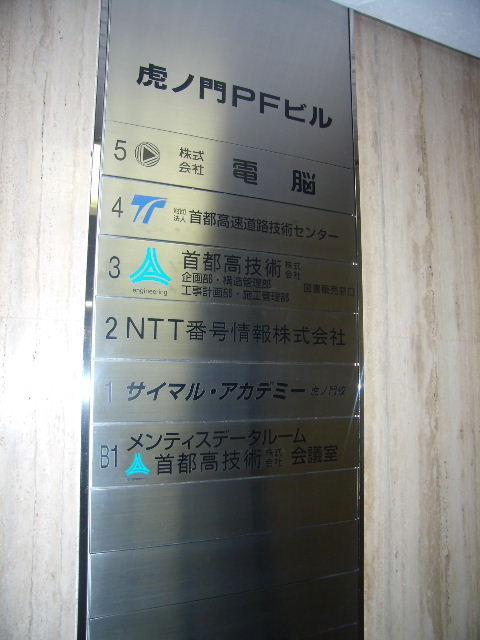 虎ノ門PFビル
5 株式会社 電脳
4 財団法人 首都高速道路技術センター
3 engineering 首都高技術株式会社
企画部・構造管理部
工事計画部・施工管理部 図書販売窓口
2 NTT番号情報株式会社
1 サイマル・アカデミー 虎ノ門校
B1 メンティスデータルーム
首都高技術株式会社 会議室